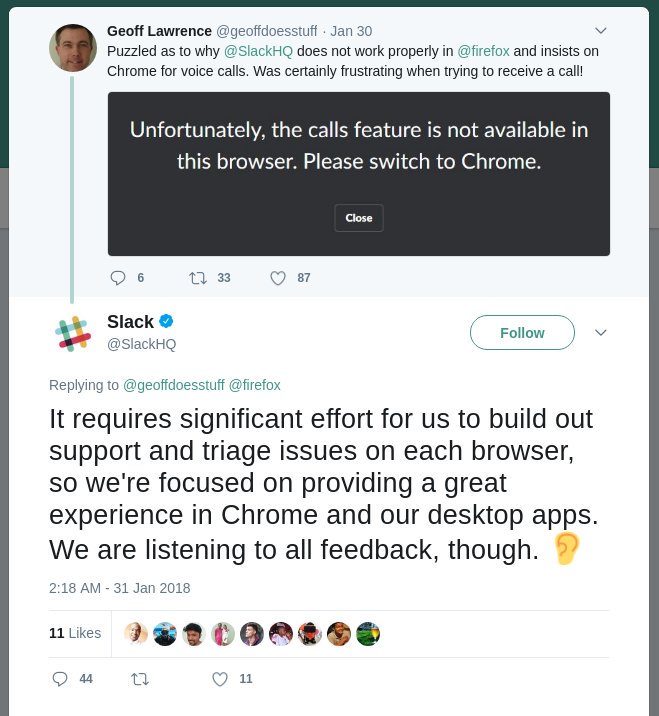 Geoff Lawrence @geoffdoesstuff · Jan 30
Puzzled as to why @SlackHQ does not work properly in @firefox and insists on
Chrome for voice calls. Was certainly frustrating when trying to receive a call!
Unfortunately, the calls feature is not available in
this browser. Please switch to Chrome.
Close
6 33 87
Slack
@SlackHQ
Follow
Replying to @geoffdoesstuff @firefox
It requires significant effort for us to build out
support and triage issues on each browser,
so we're focused on providing a great
experience in Chrome and our desktop apps.
We are listening to all feedback, though. 👂
2:18 AM - 31 Jan 2018
11 Likes
44 11